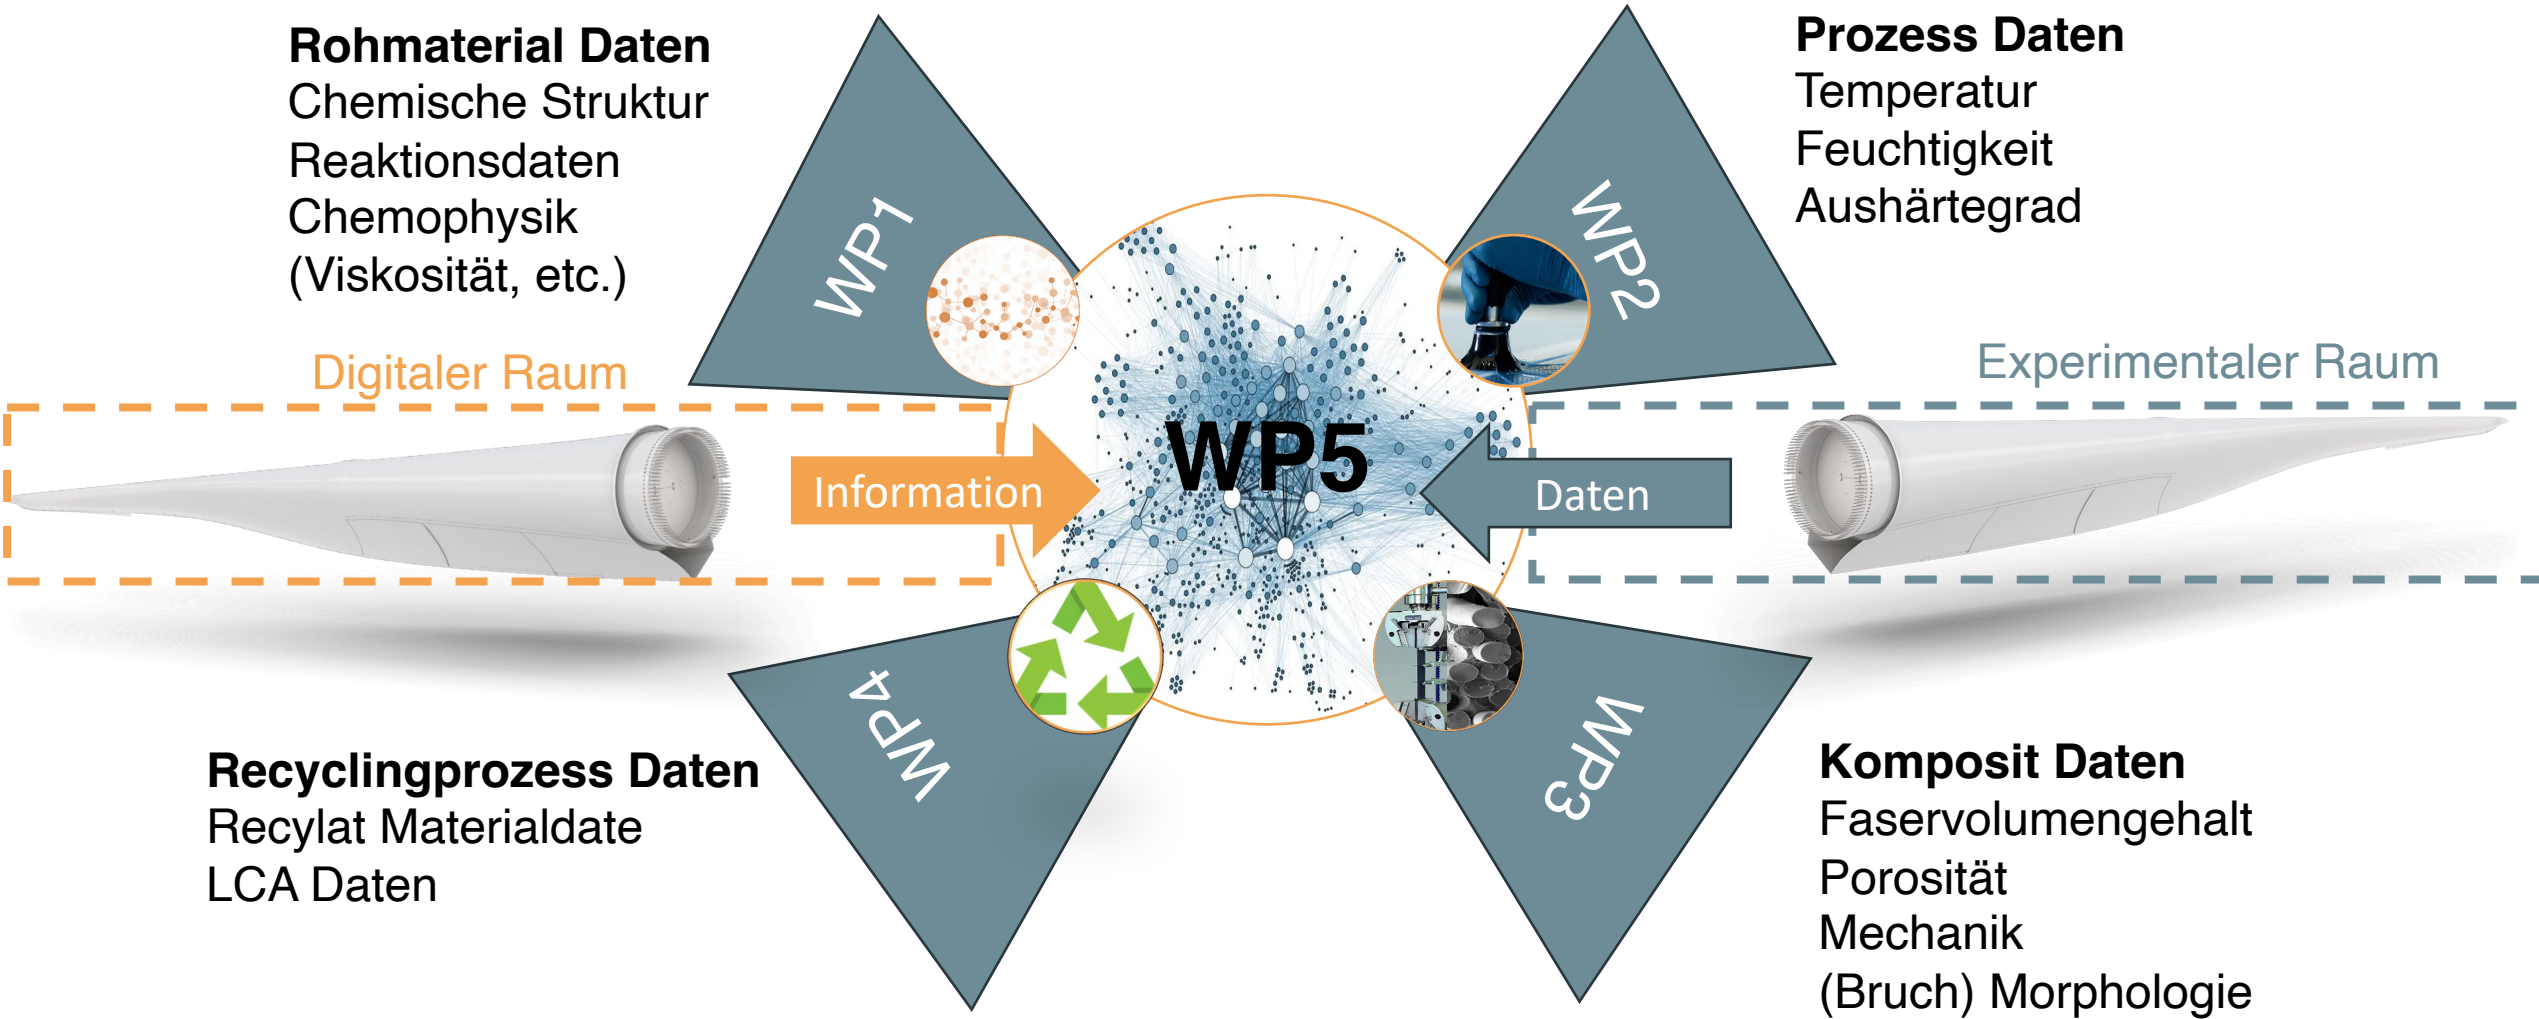 Rohmaterial Daten
Chemische Struktur
Reaktionsdaten
Chemophysik
(Viskosität, etc.)
WP1
WP2
Prozess Daten
Temperatur
Feuchtigkeit
Aushärtegrad
Digitaler Raum
Experimentaler Raum
Information
WP5
Daten
WP4
WP3
Recyclingprozess Daten
Recylat Materialdate
LCA Daten
Komposit Daten
Faservolumengehalt
Porosität
Mechanik
(Bruch) Morphologie